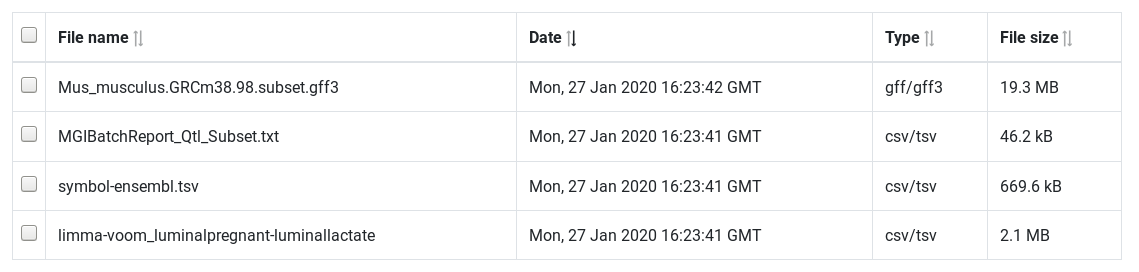 File name Date Type File size
Mus_musculus.GRCm38.98.subset.gff3 Mon, 27 Jan 2020 16:23:42 GMT gff/gff3 19.3 MB
MGIBatchReport_Qtl_Subset.txt Mon, 27 Jan 2020 16:23:41 GMT csv/tsv 46.2 kB
symbol-ensembl.tsv Mon, 27 Jan 2020 16:23:41 GMT csv/tsv 669.6 kB
limma-voom_luminalpregnant-luminallactate Mon, 27 Jan 2020 16:23:41 GMT csv/tsv 2.1 MB